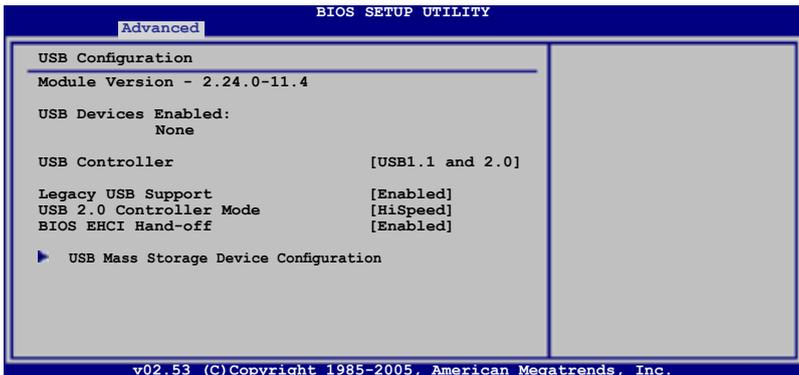 BIOS SETUP UTILITY
Advanced
USB Configuration
Module Version - 2.24.0-11.4
USB Devices Enabled:
None
USB Controller [USB1.1 and 2.0]
Legacy USB Support [Enabled]
USB 2.0 Controller Mode [HiSpeed]
BIOS EHCI Hand-off [Enabled]
USB Mass Storage Device Configuration
v02.53 (C)Copyright 1985-2005, American Megatrends, Inc.